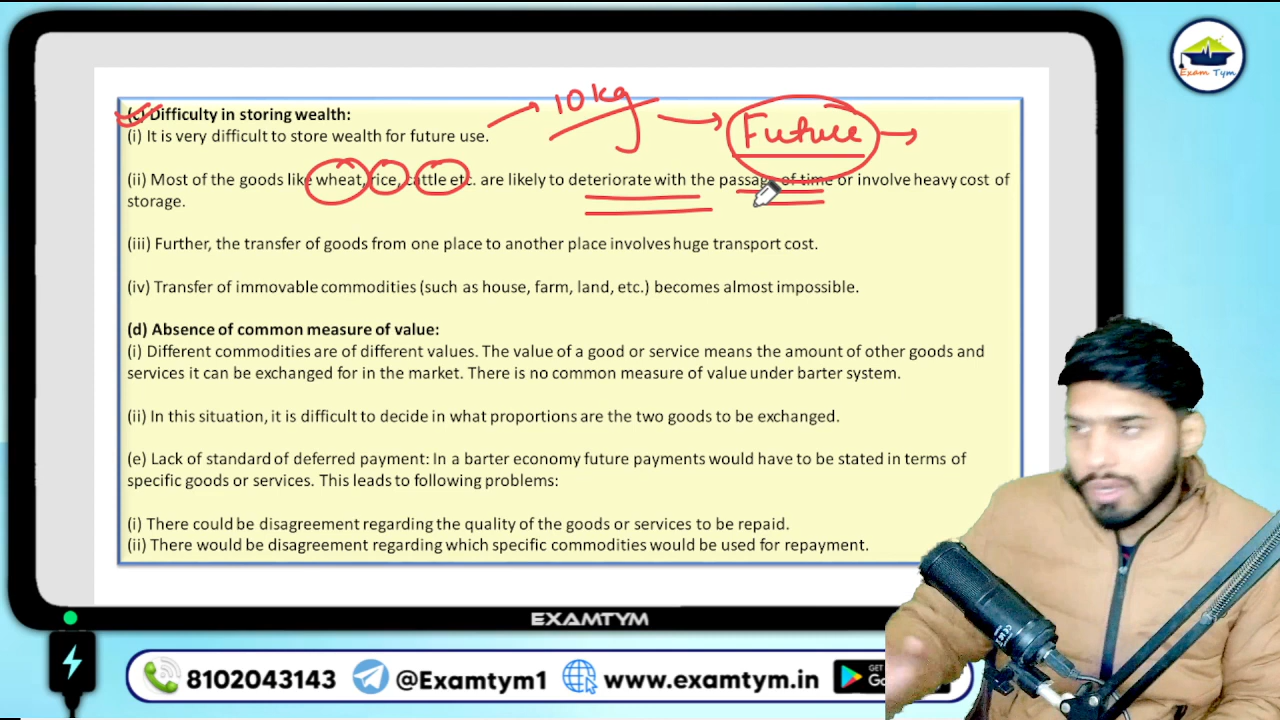 Exam Tym
10 kg
Future
(c) Difficulty in storing wealth:
(i) It is very difficult to store wealth for future use.
(ii) Most of the goods like wheat, rice, cattle etc. are likely to deteriorate with the passage of time or involve heavy cost of
storage.
(iii) Further, the transfer of goods from one place to another place involves huge transport cost.
(iv) Transfer of immovable commodities (such as house, farm, land, etc.) becomes almost impossible.
(d) Absence of common measure of value:
(i) Different commodities are of different values. The value of a good or service means the amount of other goods and
services it can be exchanged for in the market. There is no common measure of value under barter system.
(ii) In this situation, it is difficult to decide in what proportions are the two goods to be exchanged.
(e) Lack of standard of deferred payment: In a barter economy future payments would have to be stated in terms of
specific goods or services. This leads to following problems:
(i) There could be disagreement regarding the quality of the goods or services to be repaid.
(ii) There would be disagreement regarding which specific commodities would be used for repayment.
EXAMTYM
8102043143 @Examtym1 www.examtym.in GET